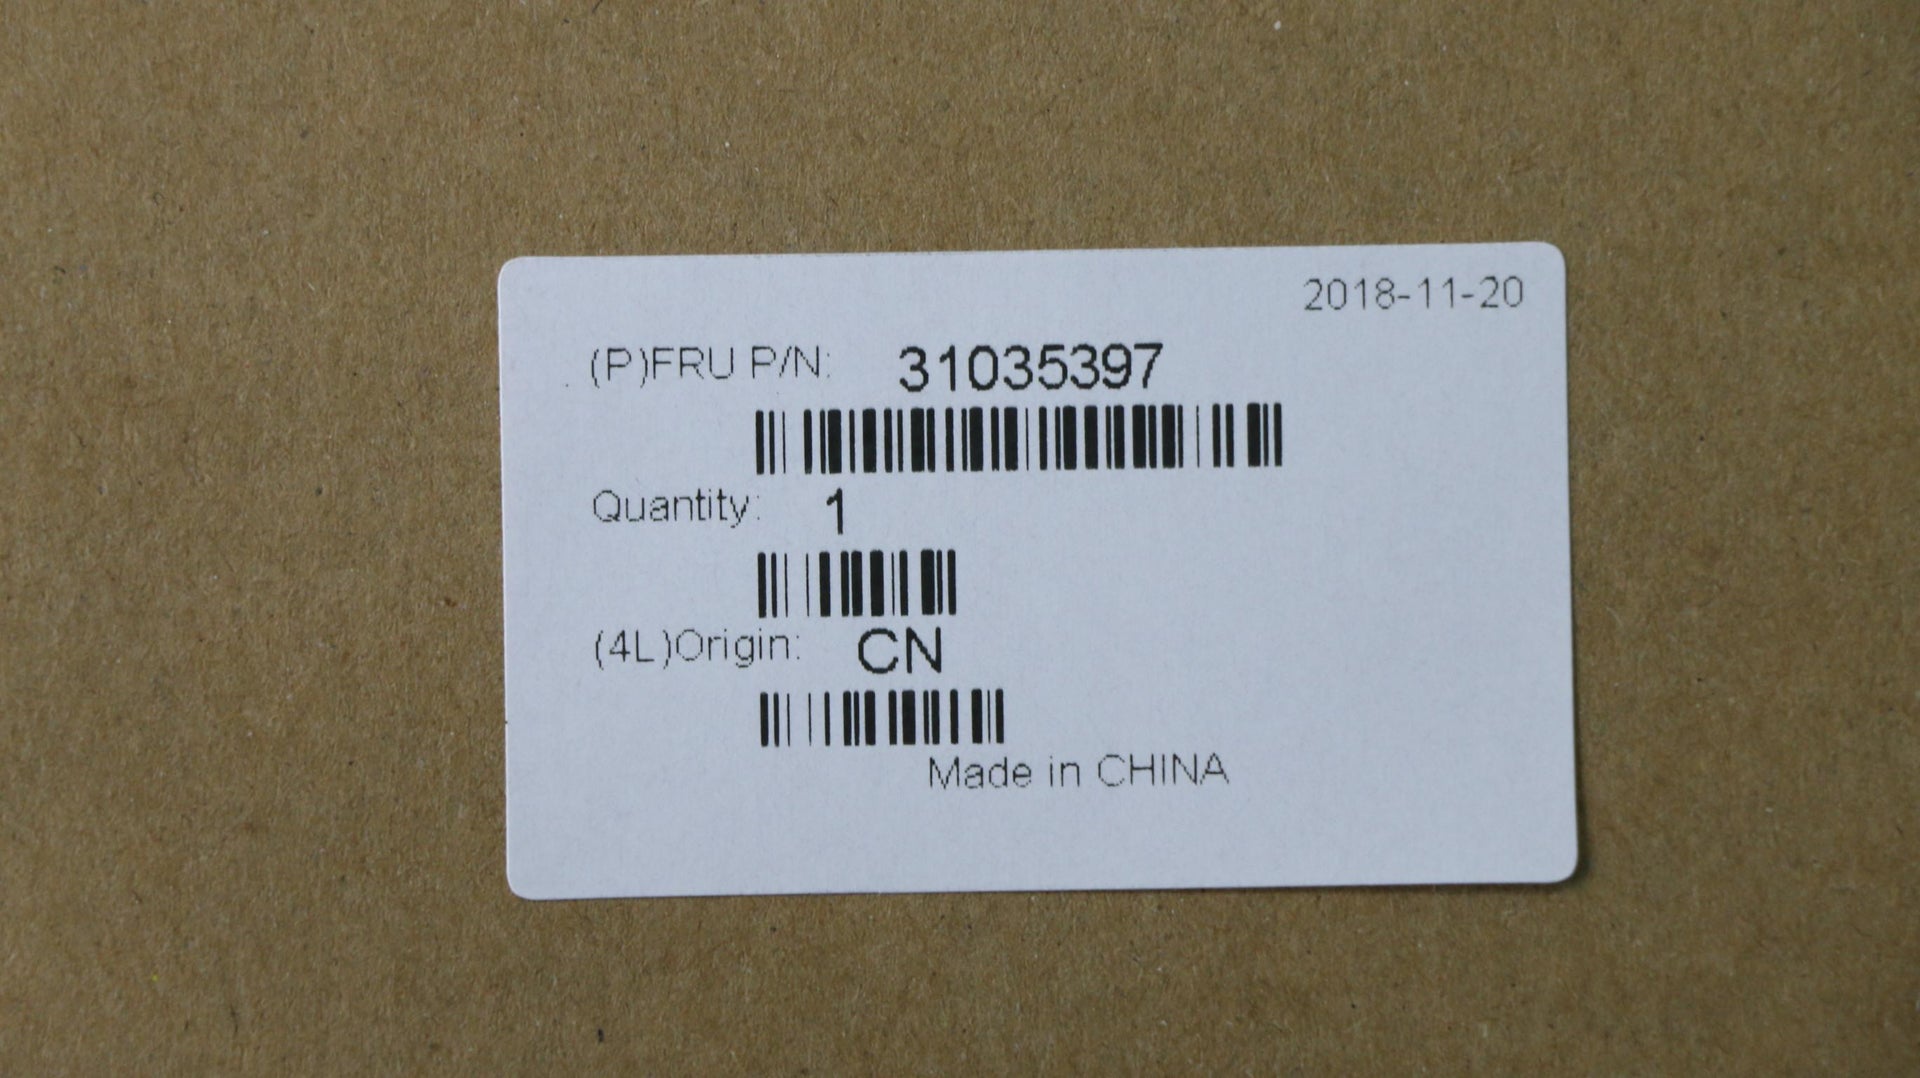 2018-11-20
(P)FRU P/N: 31035397
Quantity: 1
(4L)Origin: CN
Made in CHINA